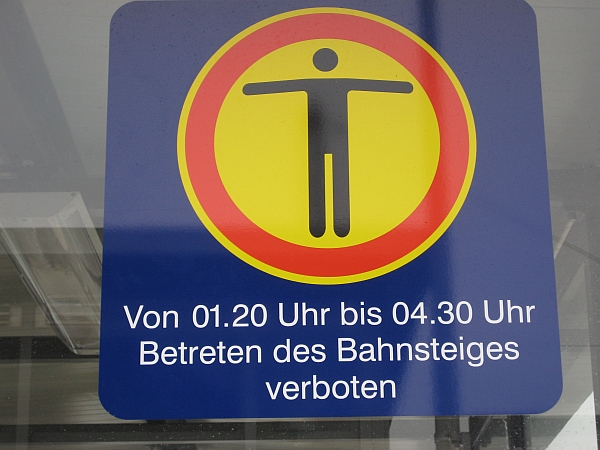 Von 01.20 Uhr bis 04.30 Uhr
Betreten des Bahnsteiges
verboten